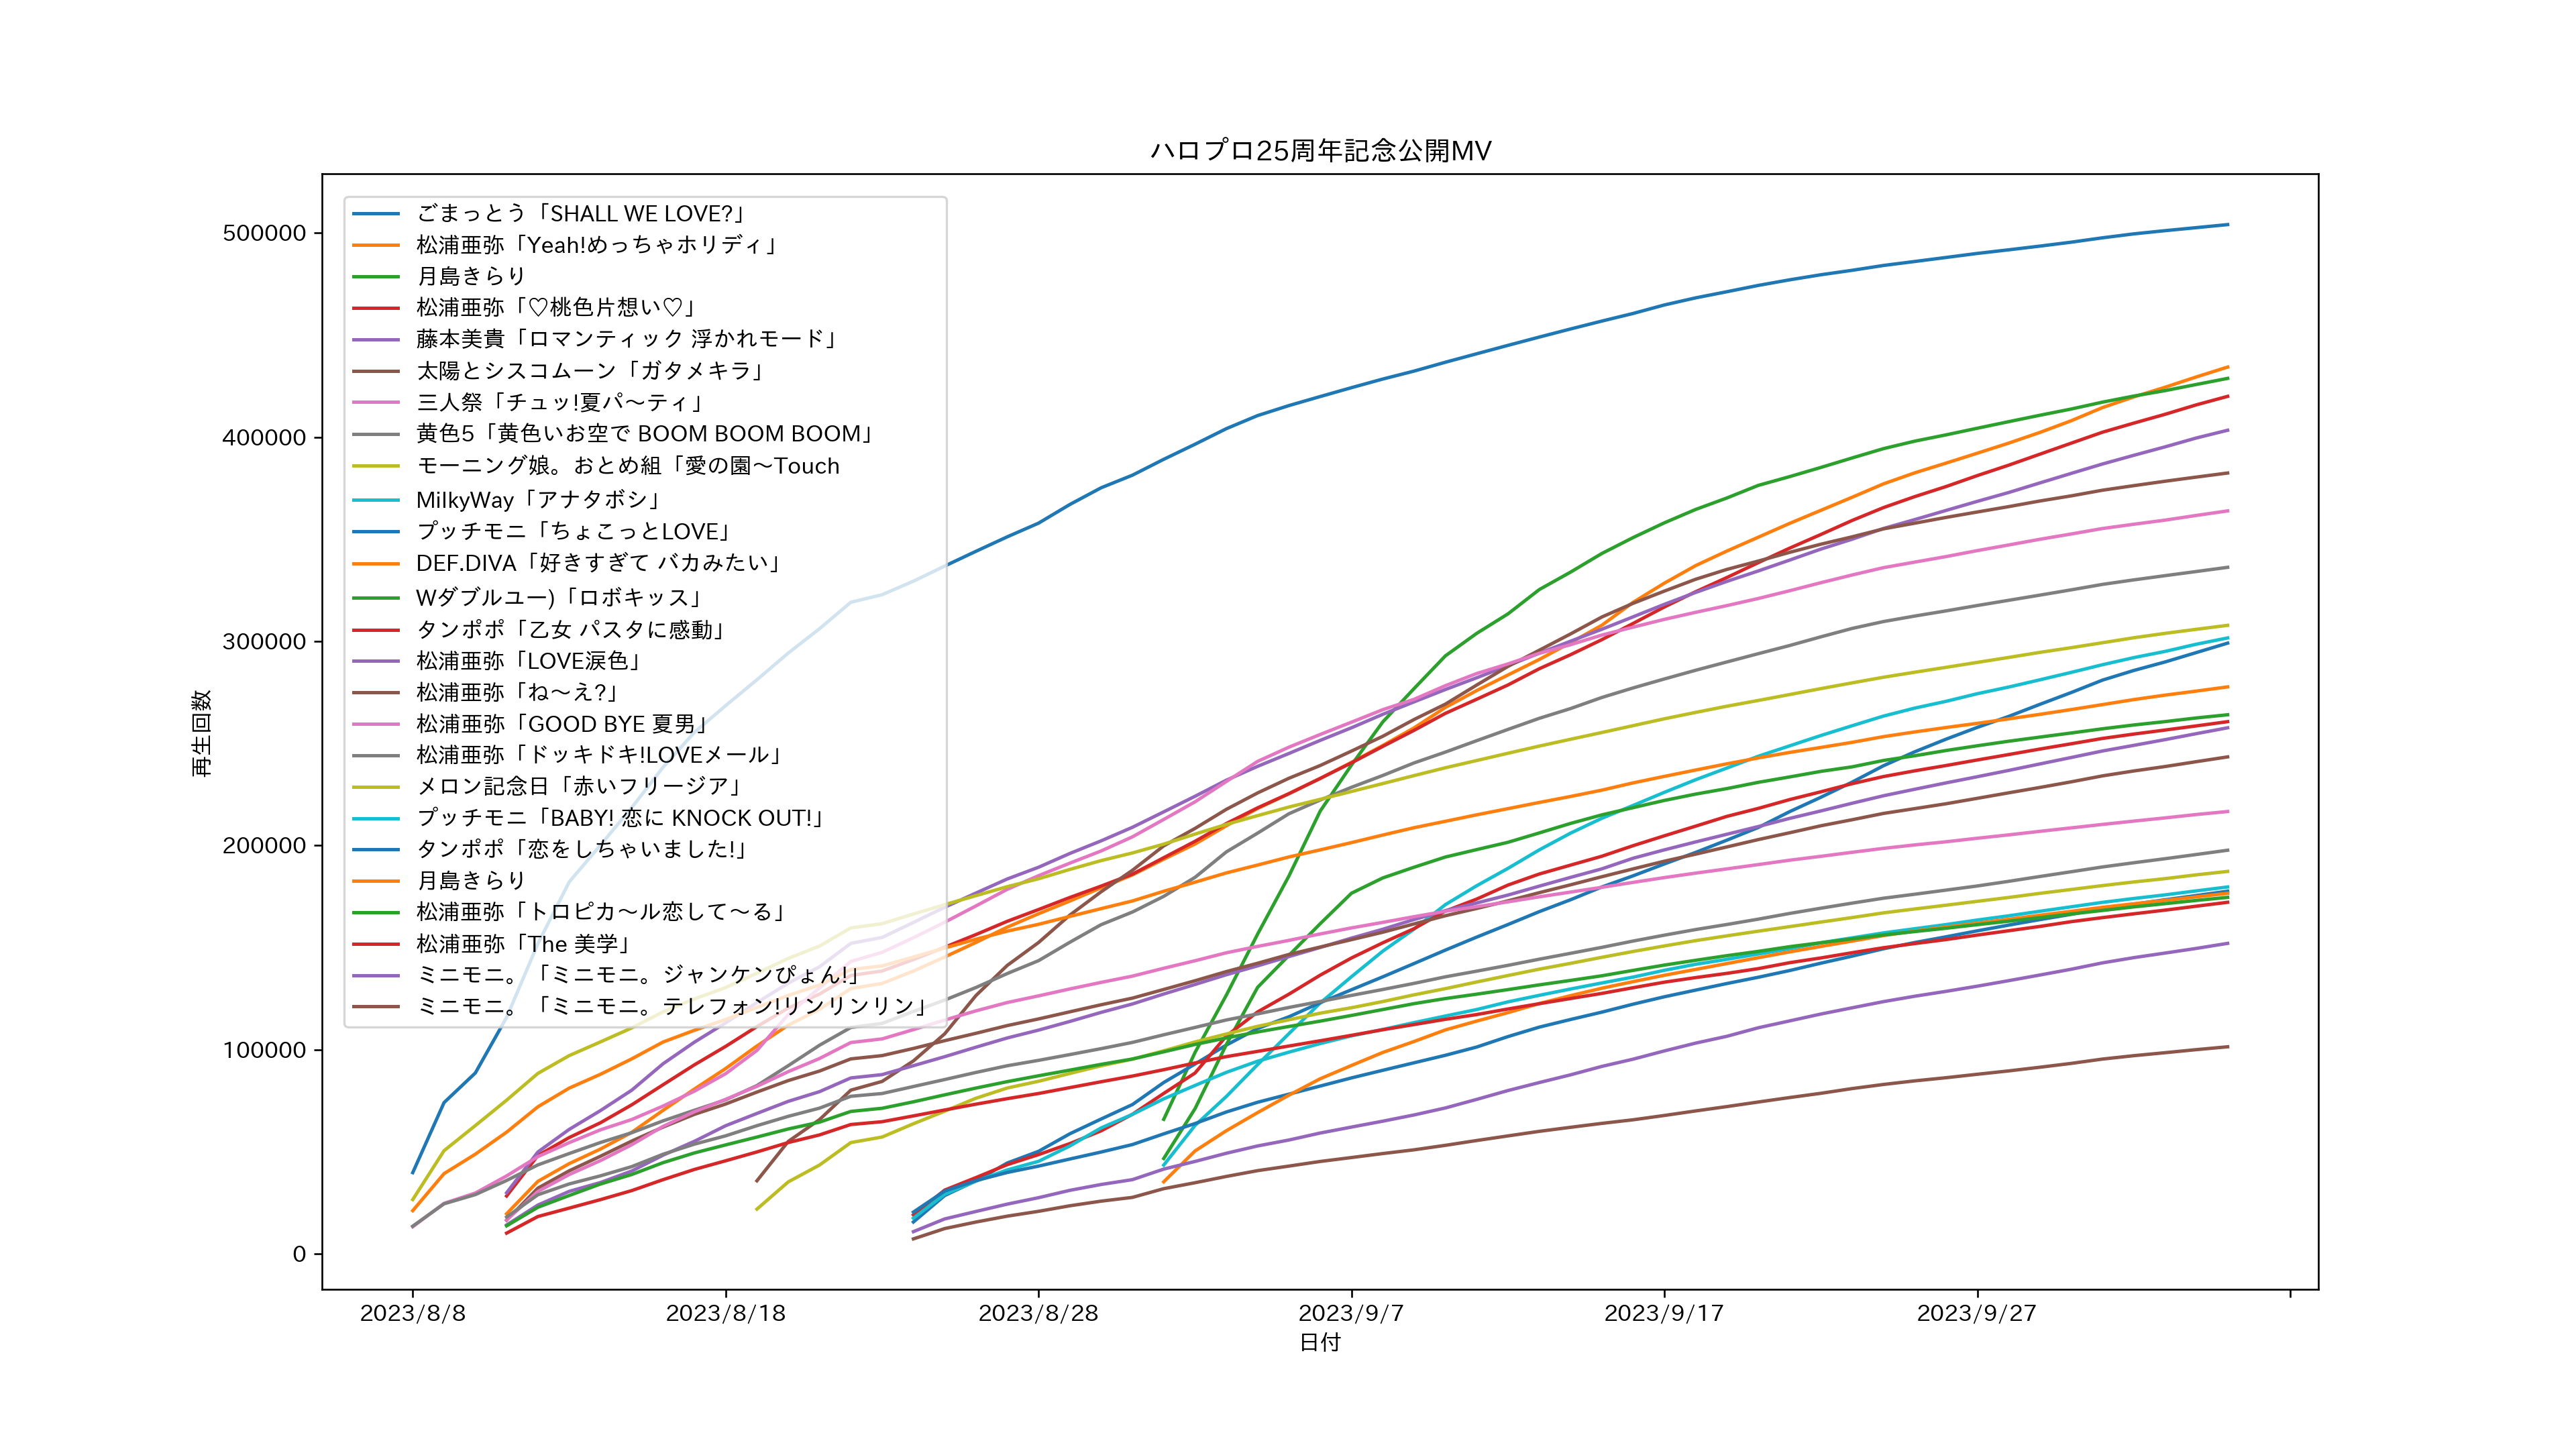 ハロプロ25周年記念公開MV
ごまっとう「SHALL WE LOVE?」
松浦亜弥「Yeah!めっちゃホリディ」
月島きらり
松浦亜弥「♡桃色片想い♡」
藤本美貴「ロマンティック 浮かれモード」
太陽とシスコムーン「ガタメキラ」
三人祭「チュッ!夏パ〜ティ」
黄色5「黄色いお空で BOOM BOOM BOOM」
モーニング娘。おとめ組「愛の園〜Touch
MilkyWay「アナタボシ」
プッチモニ「ちょこっとLOVE」
DEF.DIVA「好きすぎて バカみたい」
Wダブルユー)「ロボキッス」
タンポポ「乙女 パスタに感動」
松浦亜弥「LOVE涙色」
松浦亜弥「ね〜え?」
松浦亜弥「GOOD BYE 夏男」
松浦亜弥「ドッキドキ!LOVEメール」
メロン記念日「赤いフリージア」
プッチモニ「BABY! 恋に KNOCK OUT!」
タンポポ「恋をしちゃいました!」
月島きらり
松浦亜弥「トロピカ〜ル恋して〜る」
松浦亜弥「The 美学」
ミニモニ。「ミニモニ。ジャンケンぴょん!」
ミニモニ。「ミニモニ。テレフォン!リンリンリン」
500000
400000
300000
200000
100000
0
再生回数
2023/8/8
2023/8/18
2023/8/28
2023/9/7
2023/9/17
2023/9/27
日付